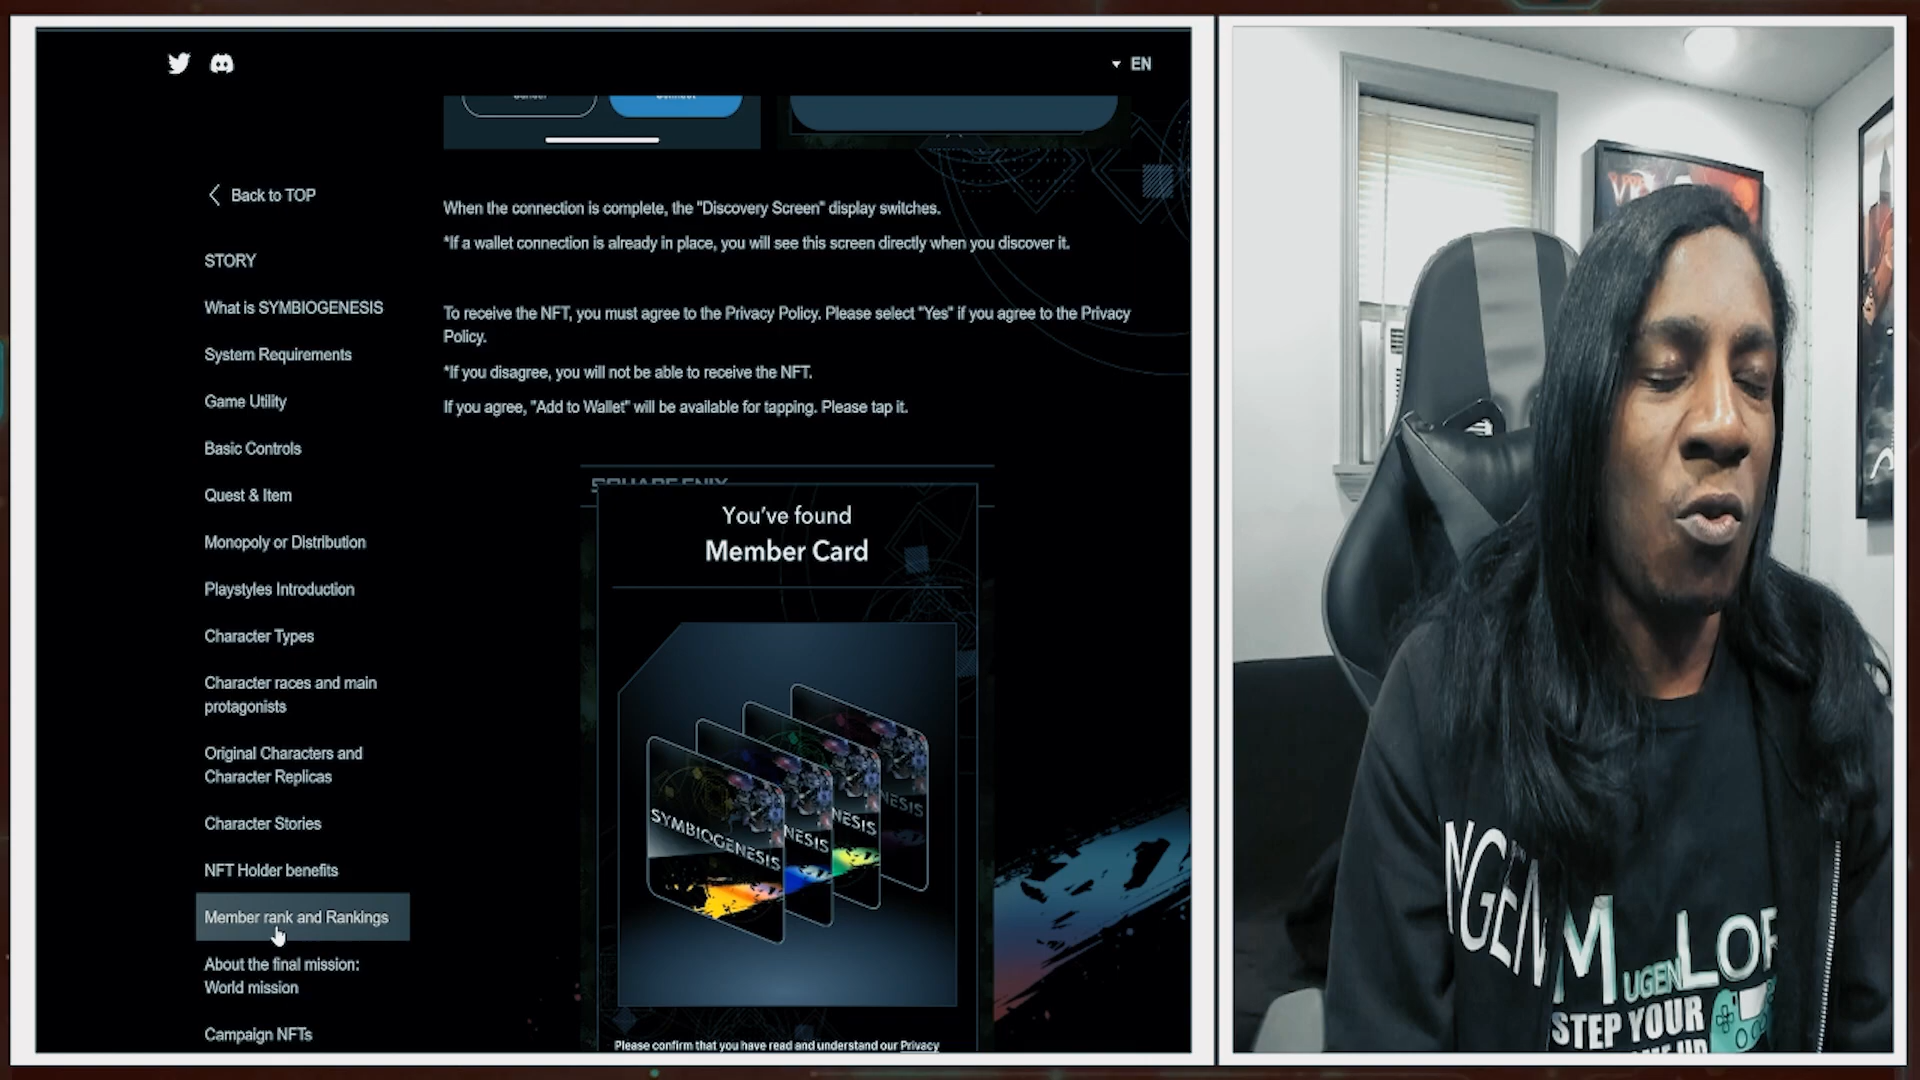 EN
Cancel
Connect
Back to TOP
STORY
What is SYMBIOGENESIS
System Requirements
Game Utility
Basic Controls
Quest & Item
Monopoly or Distribution
Playstyles Introduction
Character Types
Character races and main
protagonists
Original Characters and
Character Replicas
Character Stories
NFT Holder benefits
Member rank and Rankings
About the final mission:
World mission
Campaign NFTs
When the connection is complete, the "Discovery Screen" display switches.
*If a wallet connection is already in place, you will see this screen directly when you discover it.
To receive the NFT, you must agree to the Privacy Policy. Please select "Yes" if you agree to the Privacy
Policy.
*If you disagree, you will not be able to receive the NFT.
If you agree, "Add to Wallet" will be available for tapping. Please tap it.
SQUARE ENIX
You've found
Member Card
SYMBIOGENESIS
NESIS
NESIS
NESIS
Please confirm that you have read and understand our Privacy
NGEN
MUGENLOR
STEP YOUR